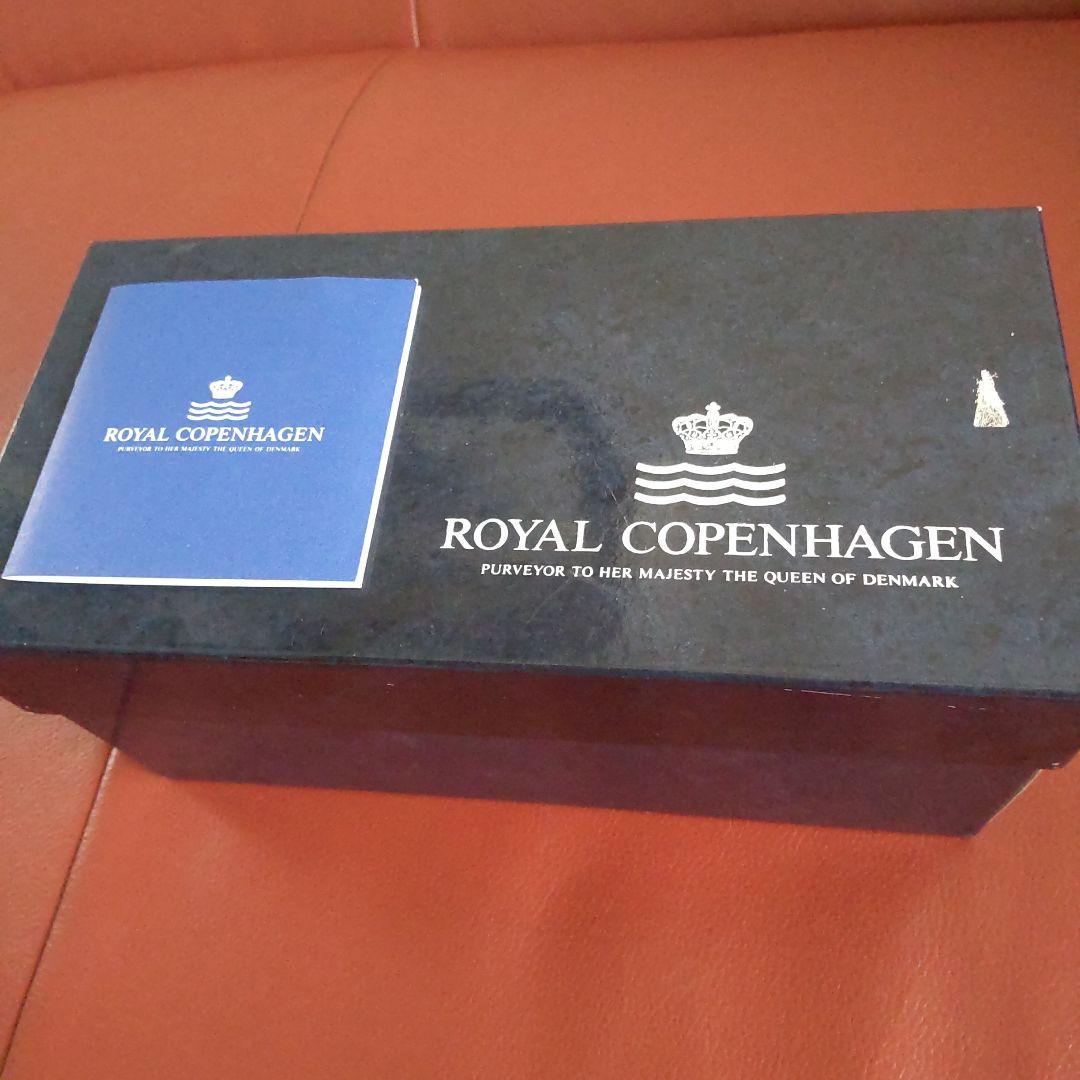 ROYAL COPENHAGEN
PURVEYOR TO HER MAJESTY THE QUEEN OF DENMARK
ROYAL COPENHAGEN
PURVEYOR TO HER MAJESTY THE QUEEN OF DENMARK